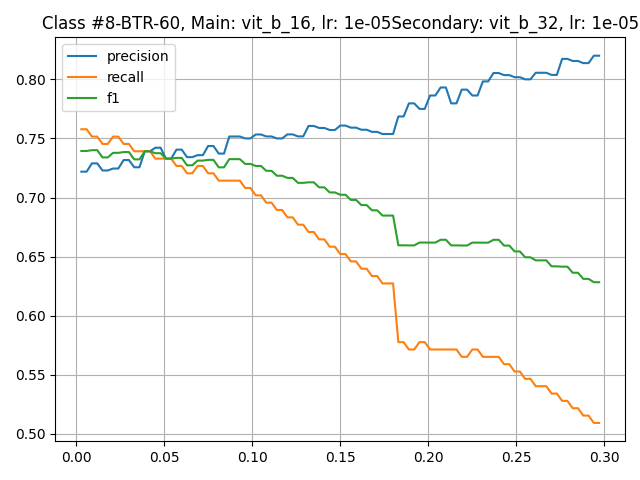 Class #8-BTR-60, Main: vit_b_16, lr: 1e-05Secondary: vit_b_32, lr: 1e-05
precision
recall
f1
0.80
0.75
0.70
0.65
0.60
0.55
0.50
0.00 0.05 0.10 0.15 0.20 0.25 0.30